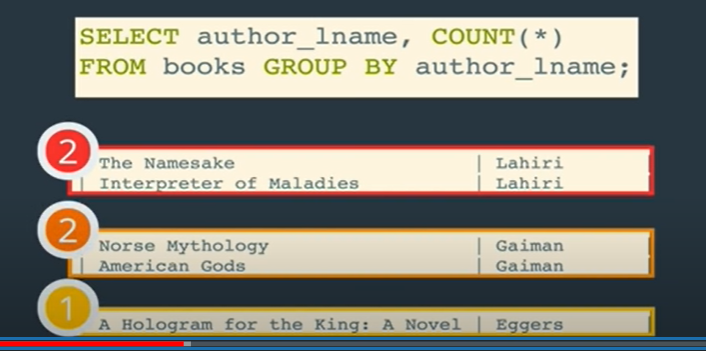 SELECT author_lname, COUNT(*)
FROM books GROUP BY author_lname;
2
The Namesake | Lahiri |
| Interpreter of Maladies | Lahiri |
2
Norse Mythology | Gaiman |
| American Gods | Gaiman |
1
A Hologram for the King: A Novel | Eggers |